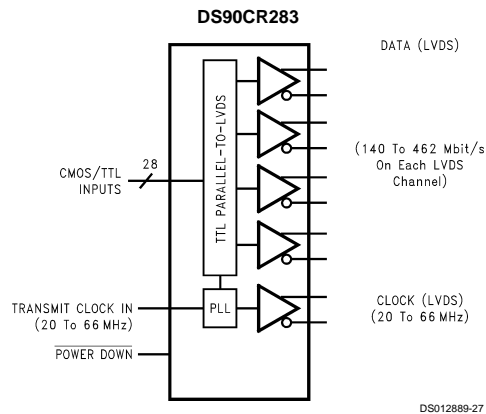 DS90CR283
DATA (LVDS)
TTL PARALLEL-TO-LVDS
28
CMOS/TTL
INPUTS
(140 To 462 Mbit/s
On Each LVDS
Channel)
TRANSMIT CLOCK IN
(20 To 66 MHz)
PLL
CLOCK (LVDS)
(20 To 66 MHz)
POWER DOWN
DS012889-27